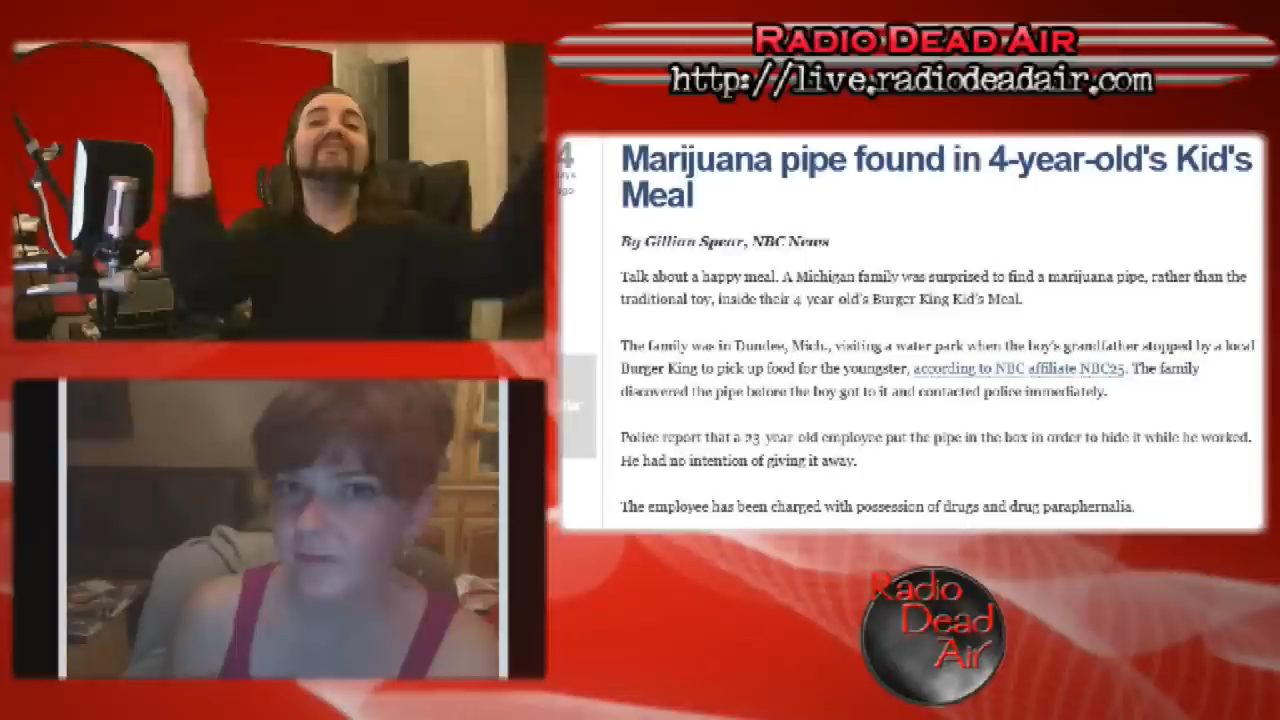 RADIO DEAD AIR
http://live.radiodeadair.com
4
ago
Marijuana pipe found in 4-year-old's Kid's
Meal
By Gillian Spear, NBC News
Talk about a happy meal. A Michigan family was surprised to find a marijuana pipe, rather than the
traditional toy, inside their 4 year old's Burger King Kid's Meal.
The family was in Dundee, Mich., visiting a water park when the boy's grandfather stopped by a local
Burger King to pick up food for the youngster, according to NBC affiliate NBC25. The family
discovered the pipe before the boy got to it and contacted police immediately.
Police report that a 23 year old employee put the pipe in the box in order to hide it while he worked.
He had no intention of giving it away.
The employee has been charged with possession of drugs and drug paraphernalia.
Radio
Dead
Air